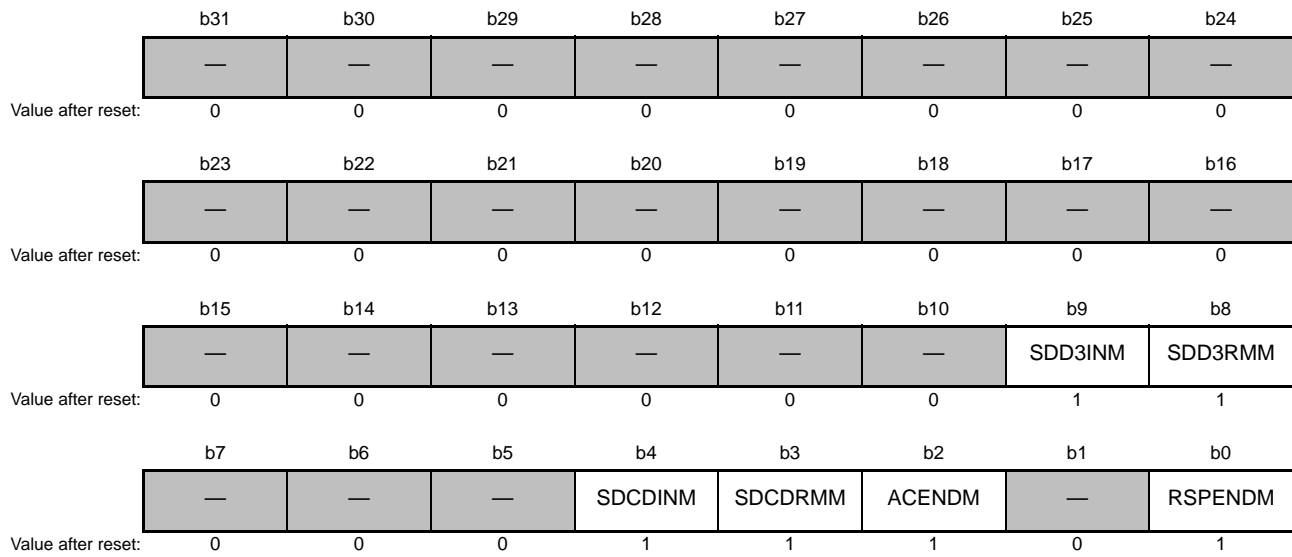 b31 b30 b29 b28 b27 b26 b25 b24
— — — — — — — —
Value after reset: 0 0 0 0 0 0 0 0
b23 b22 b21 b20 b19 b18 b17 b16
— — — — — — — —
Value after reset: 0 0 0 0 0 0 0 0
b15 b14 b13 b12 b11 b10 b9 b8
— — — — — — SDD3INM SDD3RMM
Value after reset: 0 0 0 0 0 0 1 1
b7 b6 b5 b4 b3 b2 b1 b0
— — — SDCDINM SDCDRMM ACENDM — RSPENDM
Value after reset: 0 0 0 1 1 1 0 1